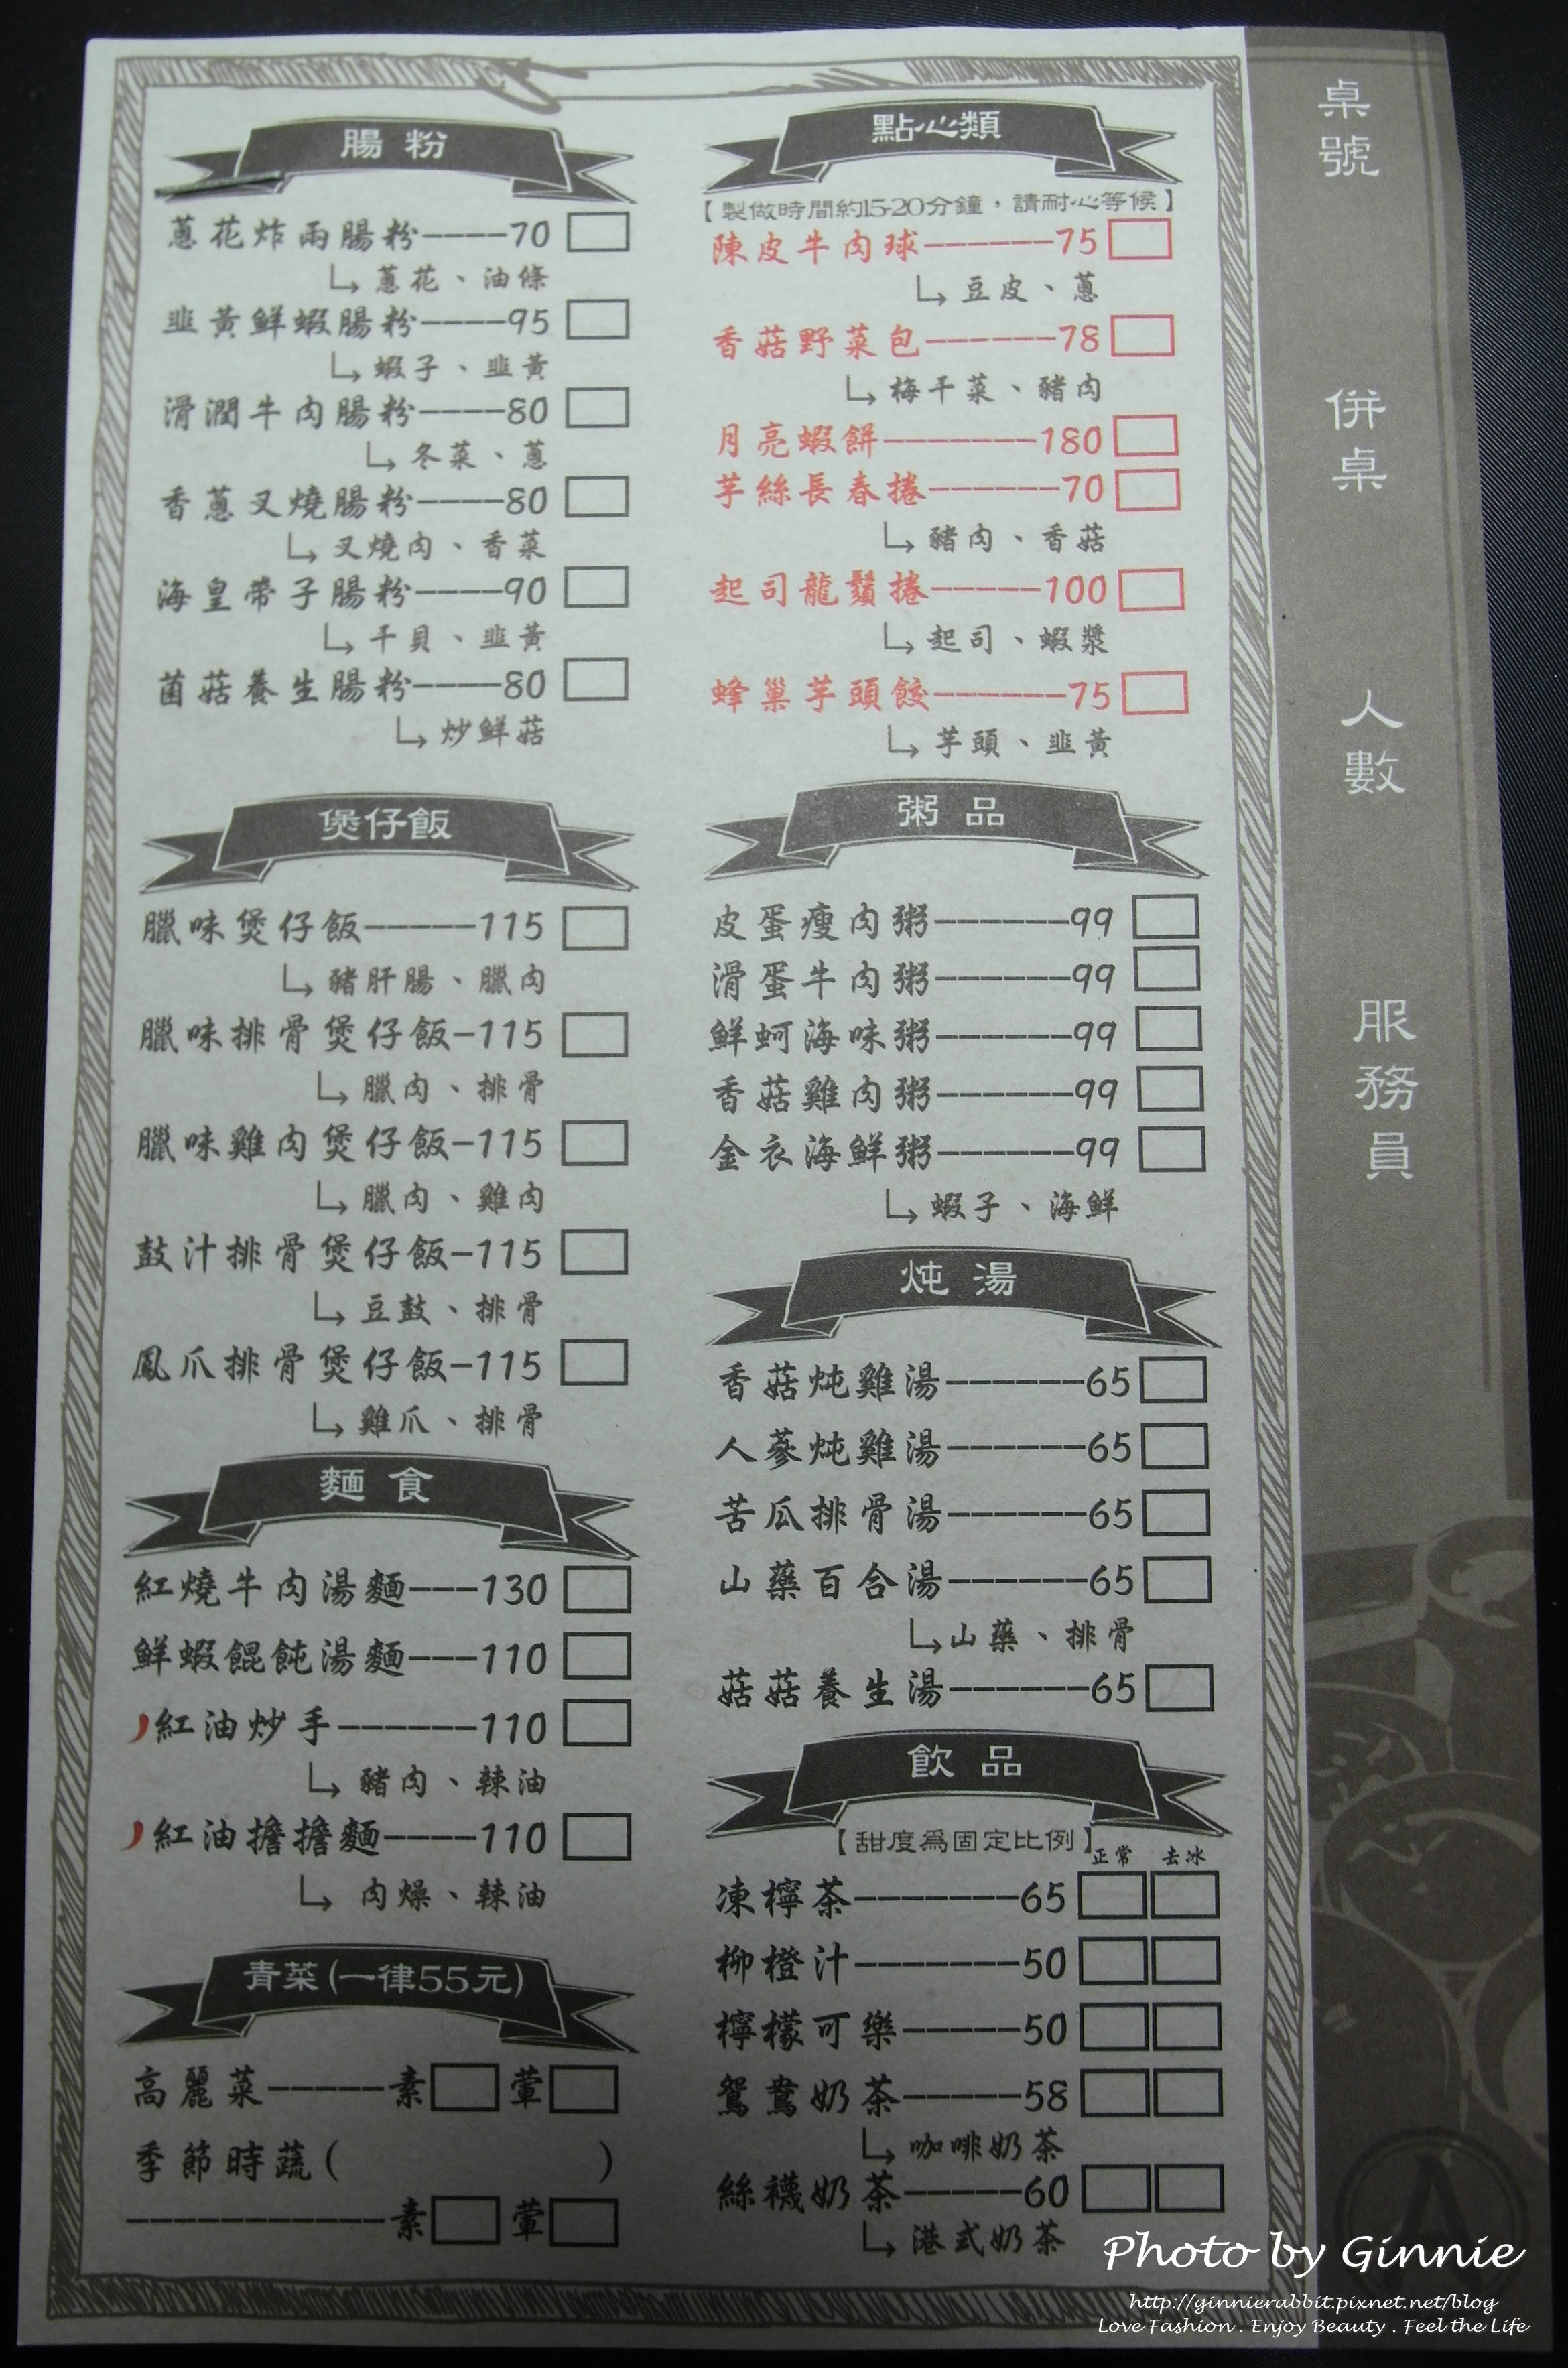 腸粉
蔥花炸兩腸粉----70
蔥花、油條
韭黃鮮蝦腸粉----95
蝦子、韭黃
滑潤牛肉腸粉----80
冬菜、蔥
香蔥叉燒腸粉----80
叉燒肉、香菜
海皇帶子腸粉----90
干貝、韭黃
菌菇養生腸粉----80
炒鮮菇
煲仔飯
臘味煲仔飯-----115
豬肝腸、臘肉
臘味排骨煲仔飯-115
臘肉、排骨
臘味雞肉煲仔飯-115
臘肉、雞肉
鼓汁排骨煲仔飯-115
豆鼓、排骨
鳳爪排骨煲仔飯-115
雞爪、排骨
麵食
紅燒牛肉湯麵---130
鮮蝦餛飩湯麵---110
紅油炒手------110
豬肉、辣油
紅油擔擔麵----110
肉燥、辣油
青菜(一律55元)
高麗菜-----素 葷
季節時蔬( )
-----------素 葷
點心類
【製做時間約15-20分鐘，請耐心等候】
陳皮牛肉球------75
豆皮、蔥
香菇野菜包------78
梅干菜、豬肉
月亮蝦餅-------180
芋絲長春捲------70
豬肉、香菇
起司龍鬚捲-----100
起司、蝦漿
蜂巢芋頭餃------75
芋頭、韭黃
粥品
皮蛋瘦肉粥------99
滑蛋牛肉粥------99
鮮蚵海味粥------99
香菇雞肉粥------99
金衣海鮮粥------99
蝦子、海鮮
炖湯
香菇炖雞湯------65
人蔘炖雞湯------65
苦瓜排骨湯------65
山藥百合湯------65
山藥、排骨
菇菇養生湯------65
飲品
【甜度為固定比例】
正常 去冰
凍檸茶-------65
柳橙汁-------50
檸檬可樂-----50
鴛鴦奶茶-----58
咖啡奶茶
絲襪奶茶-----60
港式奶茶
桌號
併桌
人數
服務員
Photo by Ginnie
http://ginnierabbit.pixnet.net/blog
Love Fashion . Enjoy Beauty . Feel the Life